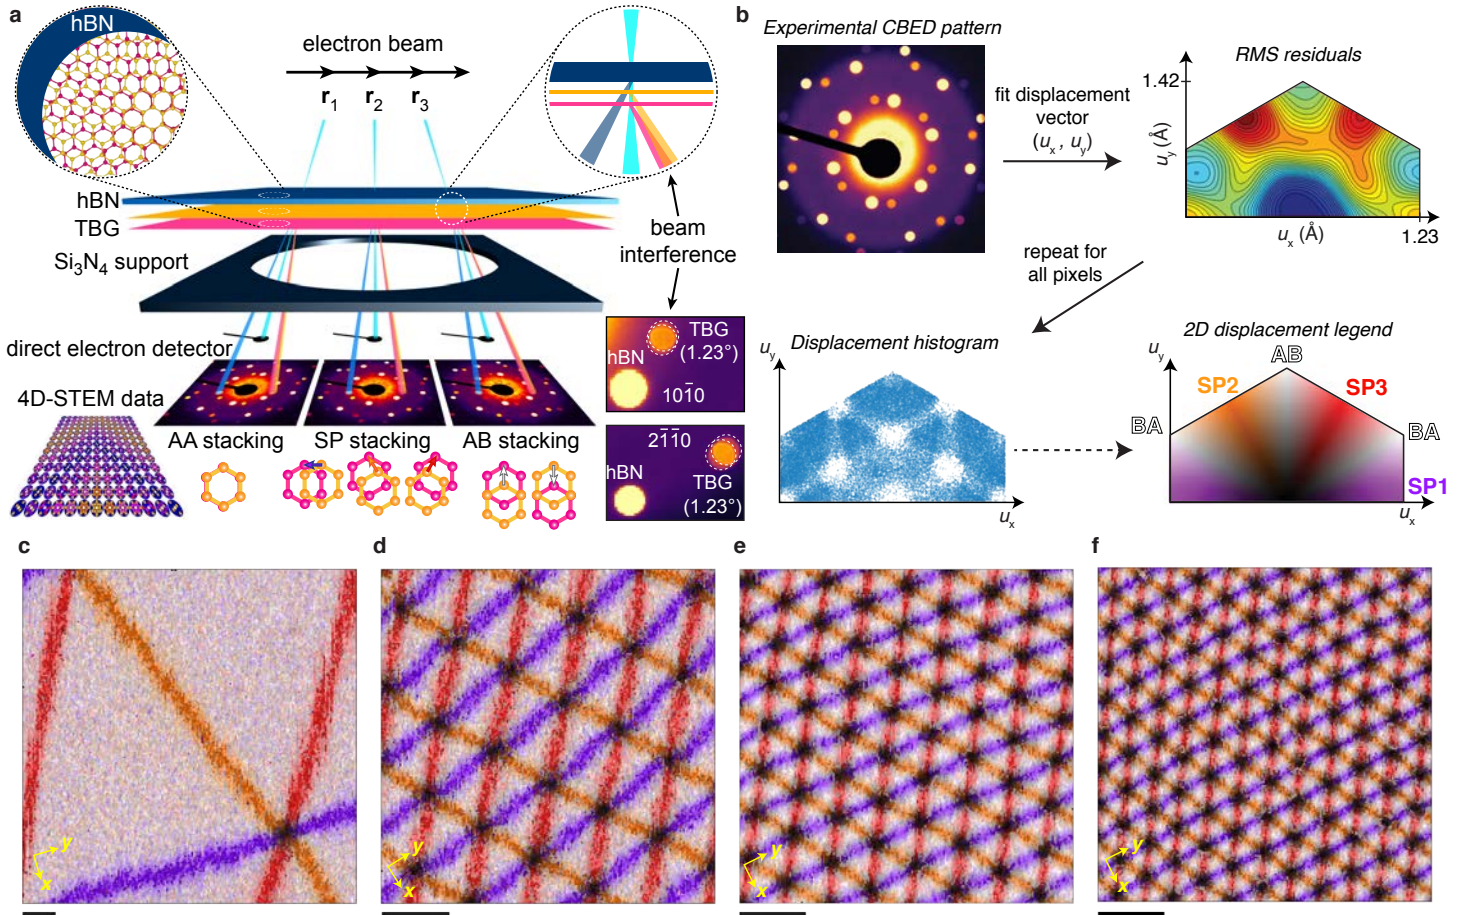 a
hBN
electron beam
r1 r2 r3
hBN
TBG
Si3N4 support
beam
interference
direct electron detector
4D-STEM data
AA stacking
SP stacking
AB stacking
TBG
(1.23°)
hBN
101̄0
21̄1̄0
hBN
TBG
(1.23°)
b
Experimental CBED pattern
fit displacement
vector
(ux , uy)
RMS residuals
1.42
uy (Å)
ux (Å)
1.23
repeat for
all pixels
Displacement histogram
uy
ux
2D displacement legend
uy
AB
SP2
SP3
BA
BA
SP1
ux
c
y
x
d
y
x
e
y
x
f
y
x